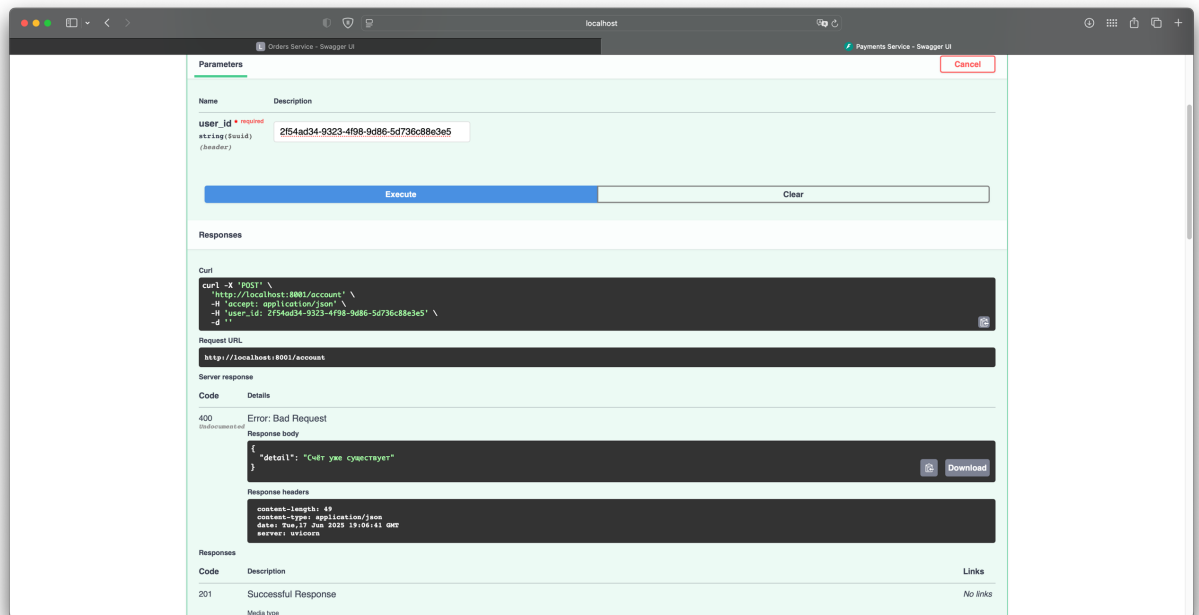 localhost
L Orders Service - Swagger UI
Payments Service - Swagger UI
Parameters
Cancel
Name
Description
user_id * required
string($uuid)
(header)
2f54ad34-9323-4f98-9d86-5d736c88e3e5
Execute
Clear
Responses
Curl
curl -X 'POST' \
'http://localhost:8001/account' \
-H 'accept: application/json' \
-H 'user_id: 2f54ad34-9323-4f98-9d86-5d736c88e3e5' \
-d ''
Request URL
http://localhost:8001/account
Server response
Code
Details
400
Undocumented
Error: Bad Request
Response body
{
"detail": "Счёт уже существует"
}
Download
Response headers
content-length: 49
content-type: application/json
date: Tue,17 Jun 2025 19:06:41 GMT
server: uvicorn
Responses
Code
Description
Links
201
Successful Response
No links
Media type